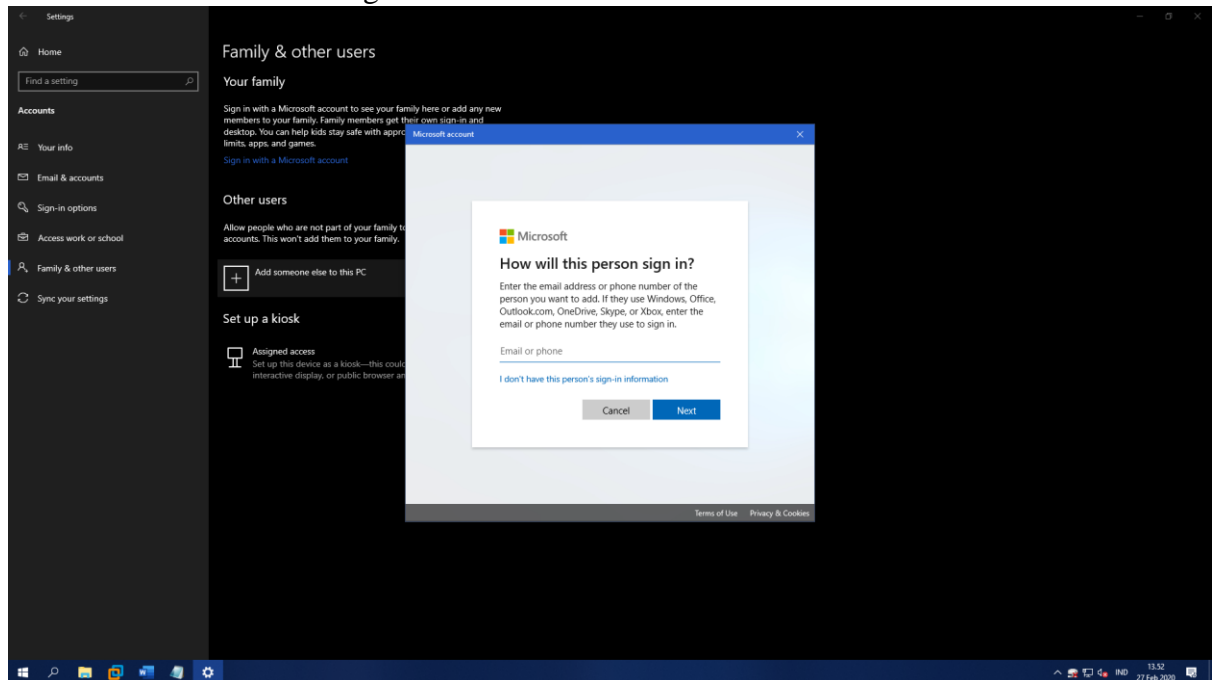 Settings
Home
Find a setting
Accounts
Your info
Email & accounts
Sign-in options
Access work or school
Family & other users
Sync your settings
Family & other users
Your family
Sign in with a Microsoft account to see your family here or add any new
members to your family. Family members get their own sign-in and
desktop. You can help kids stay safe with appro
limits, apps, and games.
Sign in with a Microsoft account
Other users
Allow people who are not part of your family to
accounts. This won't add them to your family.
Add someone else to this PC
Set up a kiosk
Assigned access
Set up this device as a kiosk—this could
interactive display, or public browser an
Microsoft account
Microsoft
How will this person sign in?
Enter the email address or phone number of the
person you want to add. If they use Windows, Office,
Outlook.com, OneDrive, Skype, or Xbox, enter the
email or phone number they use to sign in.
Email or phone
I don't have this person's sign-in information
Cancel Next
Terms of Use Privacy & Cookies
IND
13.52
27 Feb 2020